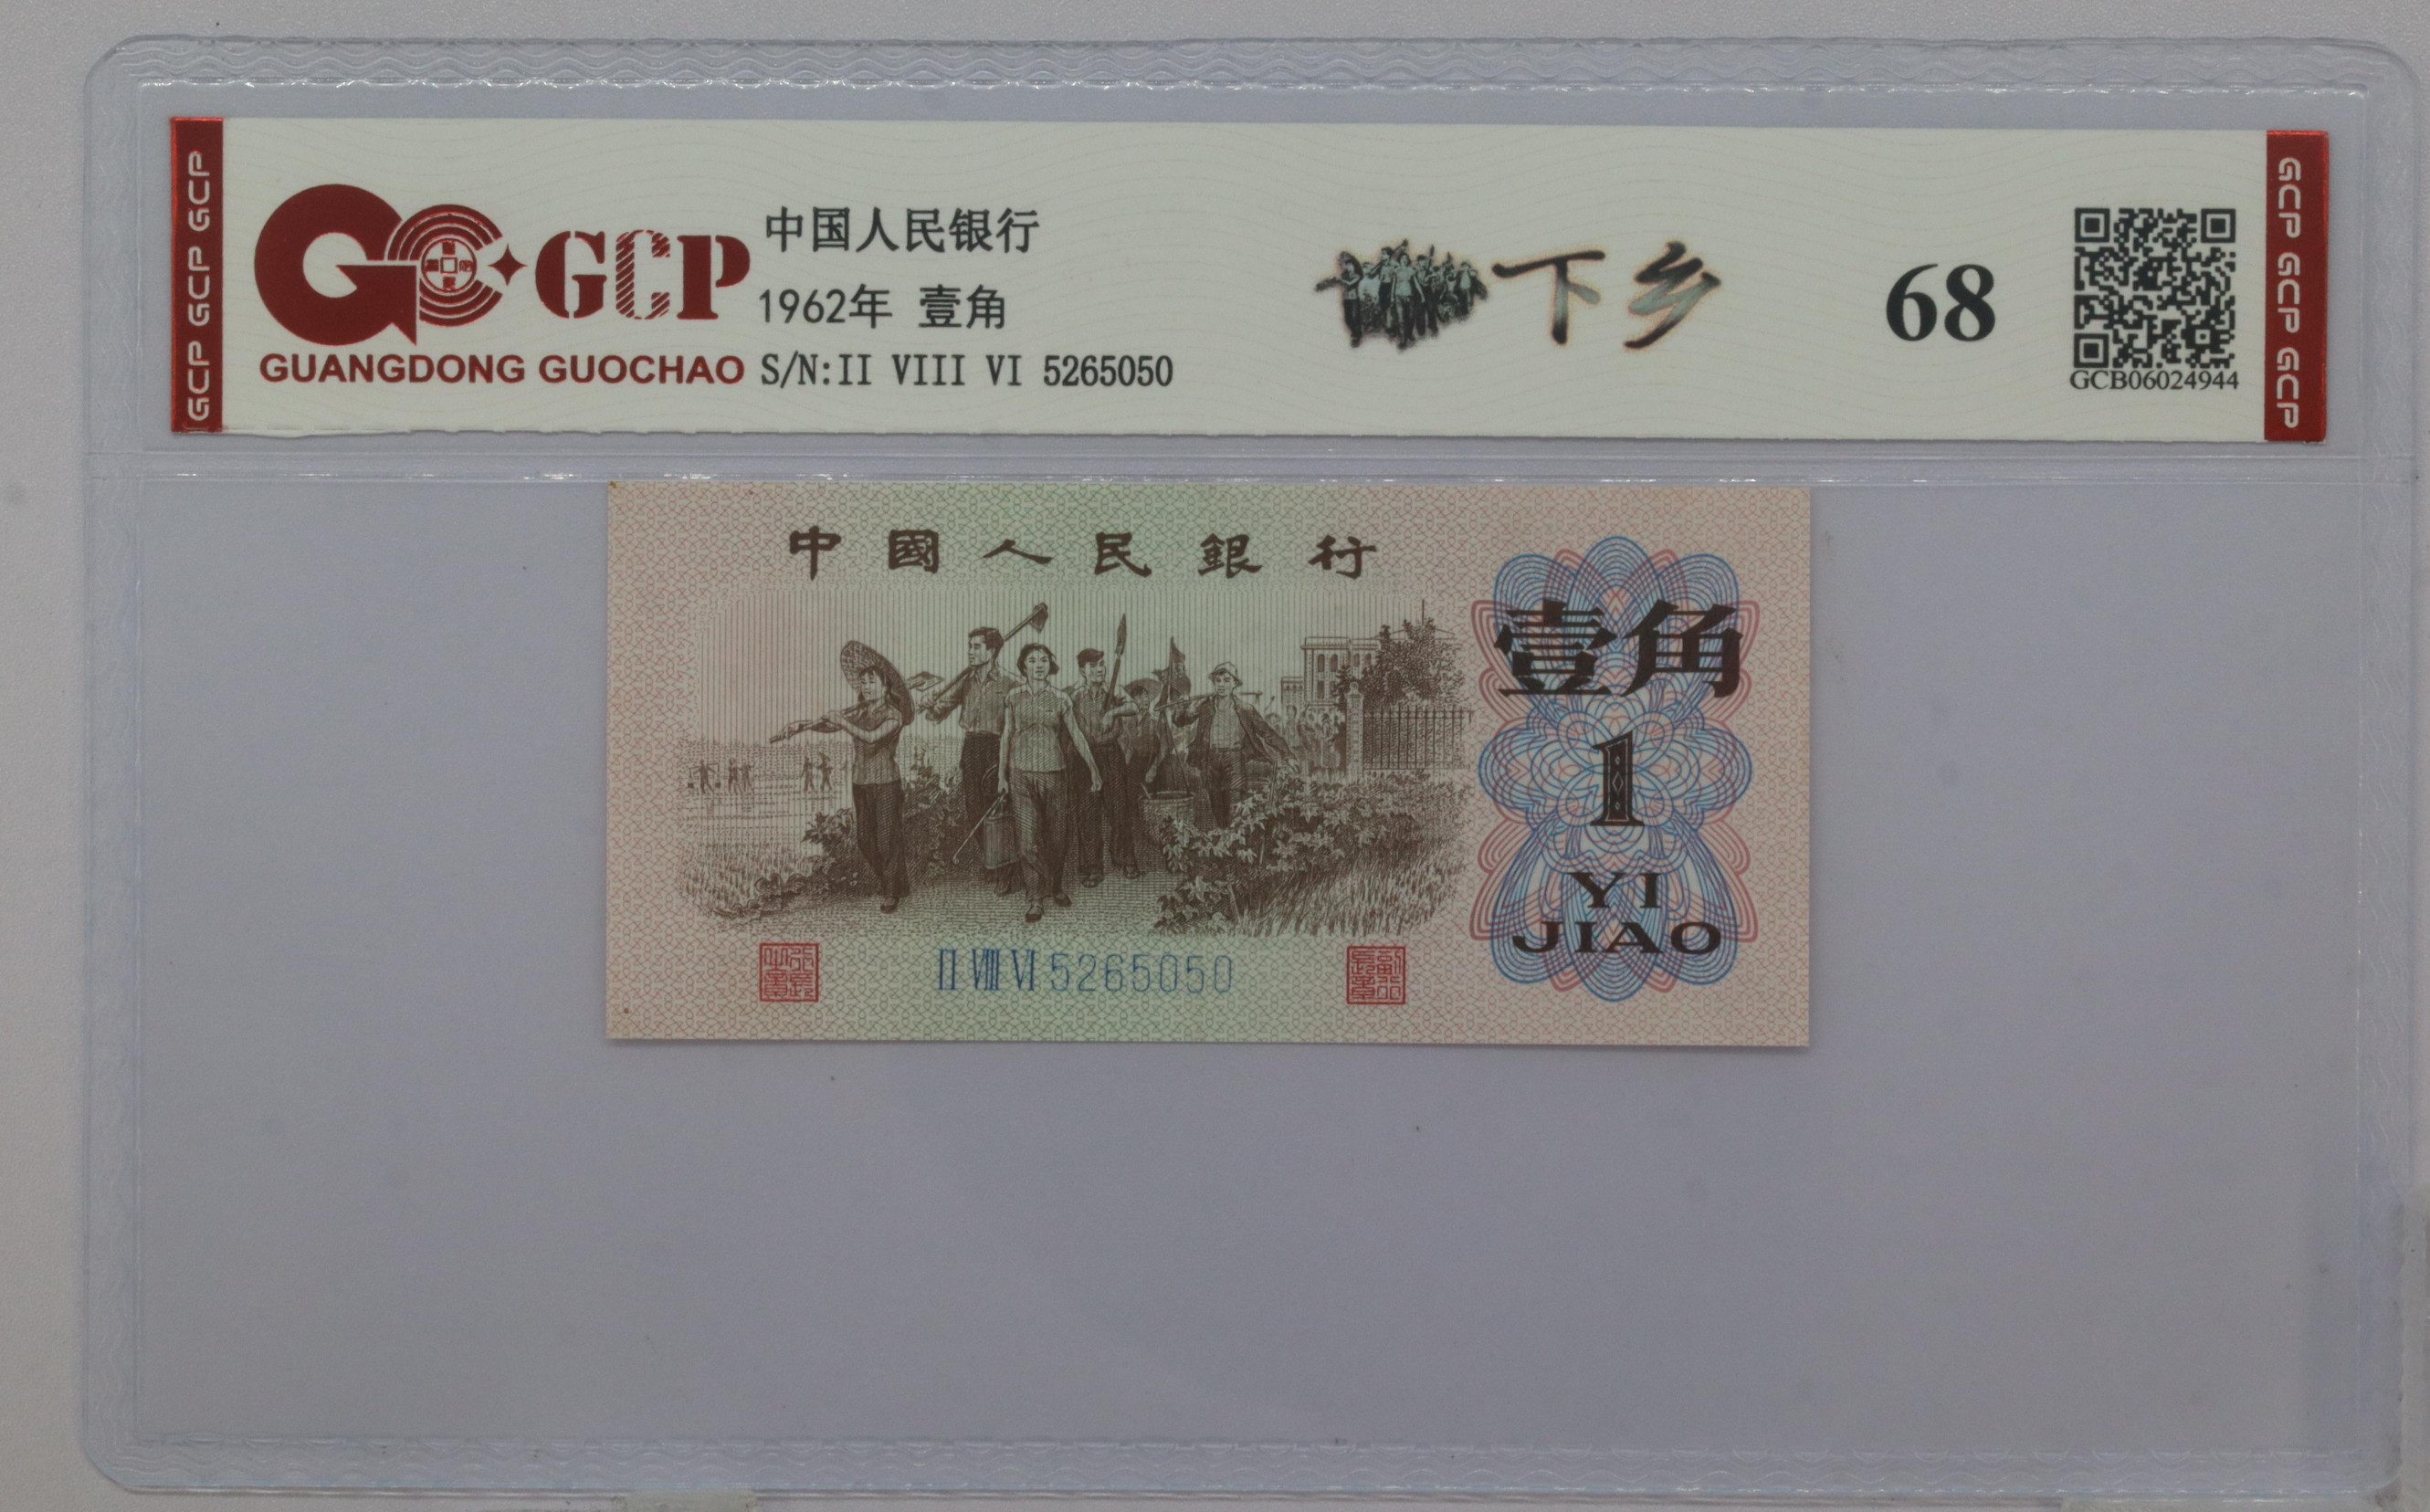 GCP GCP GCP
GCP
GUANGDONG GUOCHAO
中国人民银行
1962年 壹角
S/N:II VIII VI 5265050
下乡
68
GCB06024944
GCP GCP GCP
中國人民銀行
壹角
1
YI
JIAO
II VIII VI 5265050